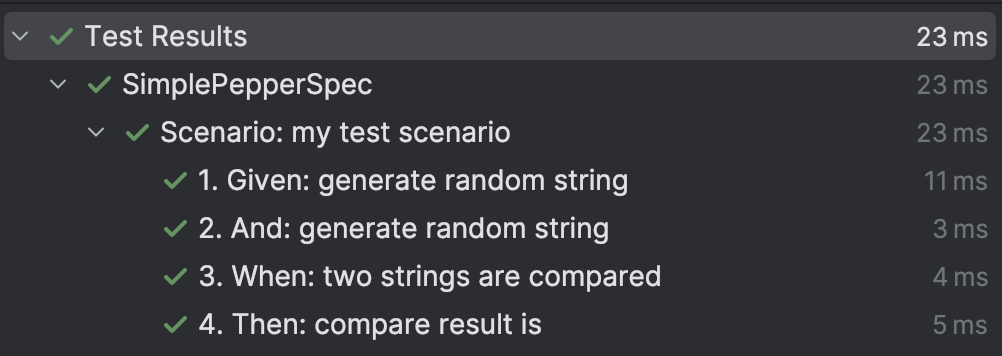 Test Results 23 ms
SimplePepperSpec 23 ms
Scenario: my test scenario 23 ms
1. Given: generate random string 11 ms
2. And: generate random string 3 ms
3. When: two strings are compared 4 ms
4. Then: compare result is 5 ms